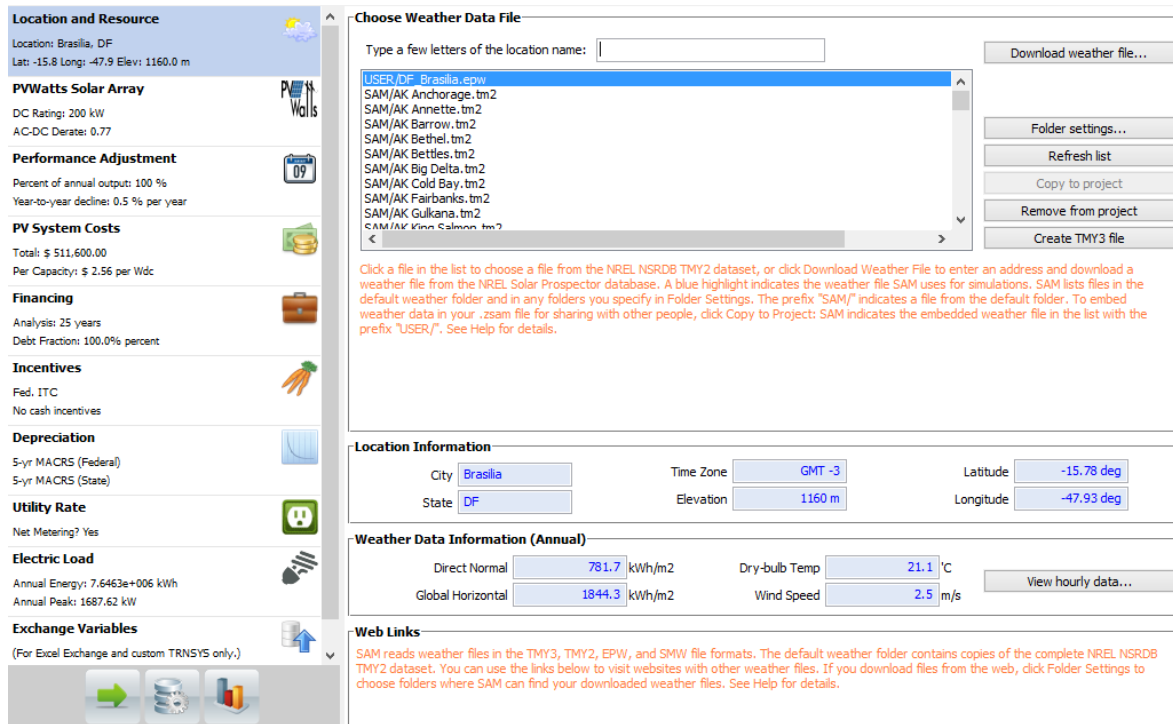 Location and Resource
Location: Brasilia, DF
Lat: -15.8 Long: -47.9 Elev: 1160.0 m
PVWatts Solar Array
PV Watts
DC Rating: 200 kW
AC-DC Derate: 0.77
Performance Adjustment
09
Percent of annual output: 100 %
Year-to-year decline: 0.5 % per year
PV System Costs
Total: $ 511,600.00
Per Capacity: $ 2.56 per Wdc
Financing
Analysis: 25 years
Debt Fraction: 100.0% percent
Incentives
Fed. ITC
No cash incentives
Depreciation
5-yr MACRS (Federal)
5-yr MACRS (State)
Utility Rate
Net Metering? Yes
Electric Load
Annual Energy: 7.6463e+006 kWh
Annual Peak: 1687.62 kW
Exchange Variables
(For Excel Exchange and custom TRNSYS only.)
Choose Weather Data File
Type a few letters of the location name:
Download weather file...
USER/DF_Brasilia.epw
SAM/AK Anchorage.tm2
SAM/AK Annette.tm2
SAM/AK Barrow.tm2
SAM/AK Bethel.tm2
SAM/AK Bettles.tm2
SAM/AK Big Delta.tm2
SAM/AK Cold Bay.tm2
SAM/AK Fairbanks.tm2
SAM/AK Gulkana.tm2
SAM/AK King Salmon.tm2
Folder settings...
Refresh list
Copy to project
Remove from project
Create TMY3 file
Click a file in the list to choose a file from the NREL NSRDB TMY2 dataset, or click Download Weather File to enter an address and download a
weather file from the NREL Solar Prospector database. A blue highlight indicates the weather file SAM uses for simulations. SAM lists files in the
default weather folder and in any folders you specify in Folder Settings. The prefix "SAM/" indicates a file from the default folder. To embed
weather data in your .zsam file for sharing with other people, click Copy to Project: SAM indicates the embedded weather file in the list with the
prefix "USER/". See Help for details.
Location Information
City Brasilia Time Zone GMT -3 Latitude -15.78 deg
State DF Elevation 1160 m Longitude -47.93 deg
Weather Data Information (Annual)
Direct Normal 781.7 kWh/m2 Dry-bulb Temp 21.1 'C
Global Horizontal 1844.3 kWh/m2 Wind Speed 2.5 m/s
View hourly data...
Web Links
SAM reads weather files in the TMY3, TMY2, EPW, and SMW file formats. The default weather folder contains copies of the complete NREL NSRDB
TMY2 dataset. You can use the links below to visit websites with other weather files. If you download files from the web, click Folder Settings to
choose folders where SAM can find your downloaded weather files. See Help for details.